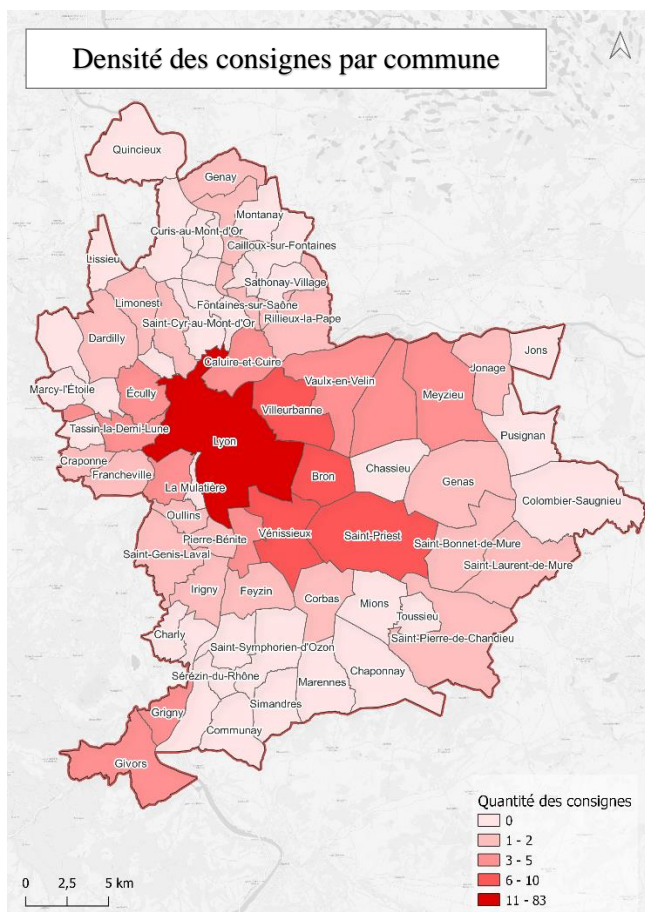 Densité des consignes par commune
Quincieux
Genay
Montanay
Curis-au-Mont-d'Or
Cailloux-sur-Fontaines
Lissieu
Sathonay-Village
Limonest
Fontaines-sur-Saône
Saint-Cyr-au-Mont-d'Or
Rillieux-la-Pape
Dardilly
Jons
Caluire-et-Cuire
Jonage
Vaulx-en-Velin
Marcy-l'Étoile
Écully
Meyzieu
Villeurbanne
Tassin-la-Demi-Lune
Pusignan
Lyon
Craponne
Chassieu
Francheville
Bron
Genas
La Mulatière
Colombier-Saugnieu
Oullins
Vénissieux
Saint-Priest
Pierre-Bénite
Saint-Bonnet-de-Mure
Saint-Genis-Laval
Saint-Laurent-de-Mure
Irigny
Feyzin
Corbas
Mions
Toussieu
Charly
Saint-Pierre-de-Chandieu
Saint-Symphorien-d'Ozon
Chaponnay
Sérézin-du-Rhône
Marennes
Simandres
Grigny
Communay
Givors
Quantité des consignes
0
1 - 2
3 - 5
6 - 10
11 - 83
0 2,5 5 km